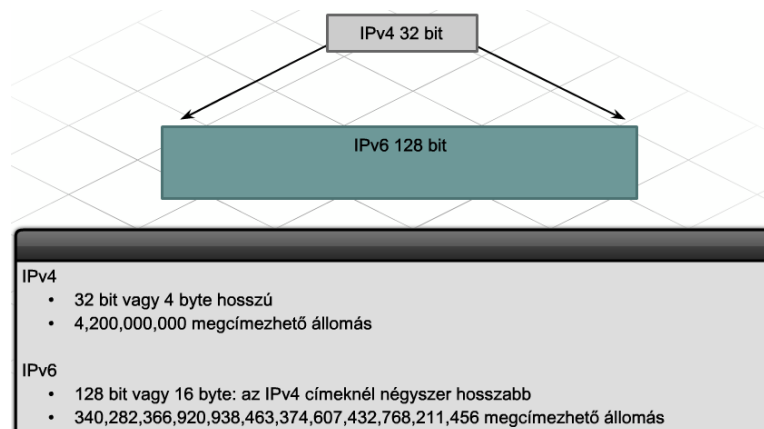 IPv4 32 bit
IPv6 128 bit
IPv4
• 32 bit vagy 4 byte hosszú
• 4,200,000,000 megcímezhető állomás
IPv6
• 128 bit vagy 16 byte: az IPv4 címeknél négyszer hosszabb
• 340,282,366,920,938,463,374,607,432,768,211,456 megcímezhető állomás